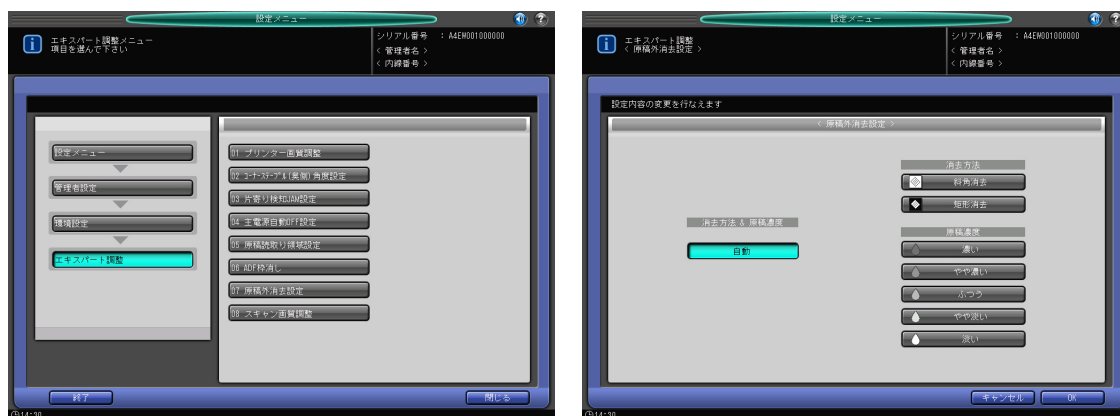 設定メニュー
エキスパート調整メニュー
項目を選んで下さい
シリアル番号 : A4EW001000000
< 管理者名 >
< 内線番号 >
設定メニュー
管理者設定
環境設定
エキスパート調整
01 プリンター画質調整
02 コーナーステープル(奥側)角度設定
03 片寄り検知JAM設定
04 主電源自動OFF設定
05 原稿読取り領域設定
06 ADF枠消し
07 原稿外消去設定
08 スキャン画質調整
終了
閉じる
14:30
設定メニュー
エキスパート調整
< 原稿外消去設定 >
シリアル番号 : A4EW001000000
< 管理者名 >
< 内線番号 >
設定内容の変更を行なえます
< 原稿外消去設定 >
消去方法 & 原稿濃度
自動
消去方法
斜角消去
矩形消去
原稿濃度
濃い
やや濃い
ふつう
やや淡い
淡い
キャンセル
OK
14:30